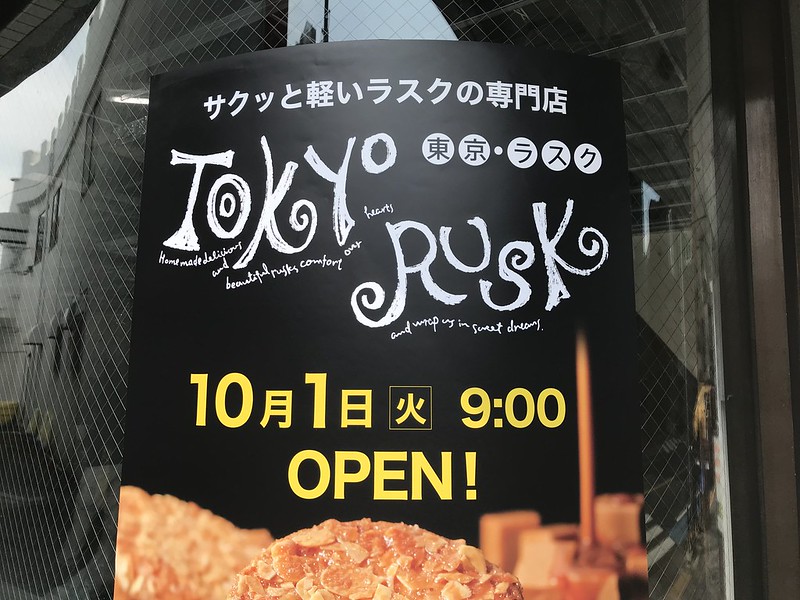 サクッと軽いラスクの専門店
TOKYO
東京・ラスク
Homemade delicious
and
beautiful rusks comfort our hearts
RUSK
and wrap us in sweet dreams.
10月1日 火 9:00
OPEN!